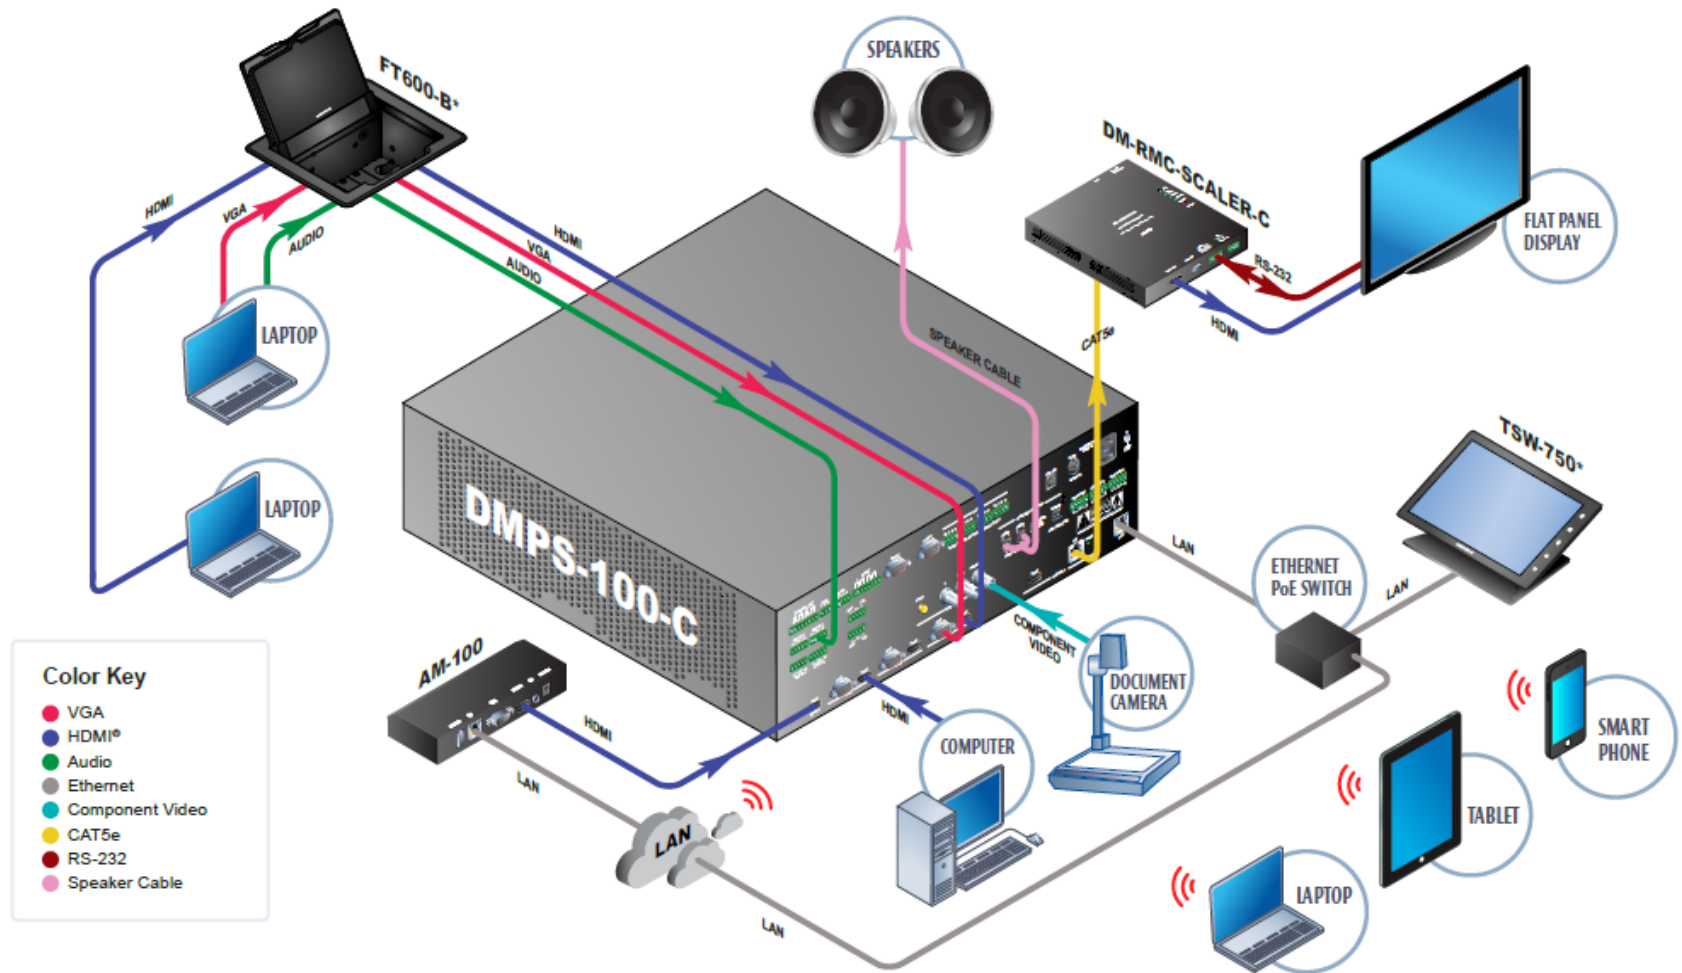 FT600-B*
SPEAKERS
DM-RMC-SCALER-C
FLAT PANEL
DISPLAY
HDMI
VGA
AUDIO
HDMI
VGA
AUDIO
RS-232
HDMI
LAPTOP
SPEAKER CABLE
CAT5e
TSW-750*
LAPTOP
DMPS-100-C
LAN
ETHERNET
PoE SWITCH
LAN
COMPONENT
VIDEO
DOCUMENT
CAMERA
AM-100
HDMI
HDMI
COMPUTER
SMART
PHONE
LAN
LAN
TABLET
LAPTOP
LAN
Color Key
VGA
HDMI®
Audio
Ethernet
Component Video
CAT5e
RS-232
Speaker Cable